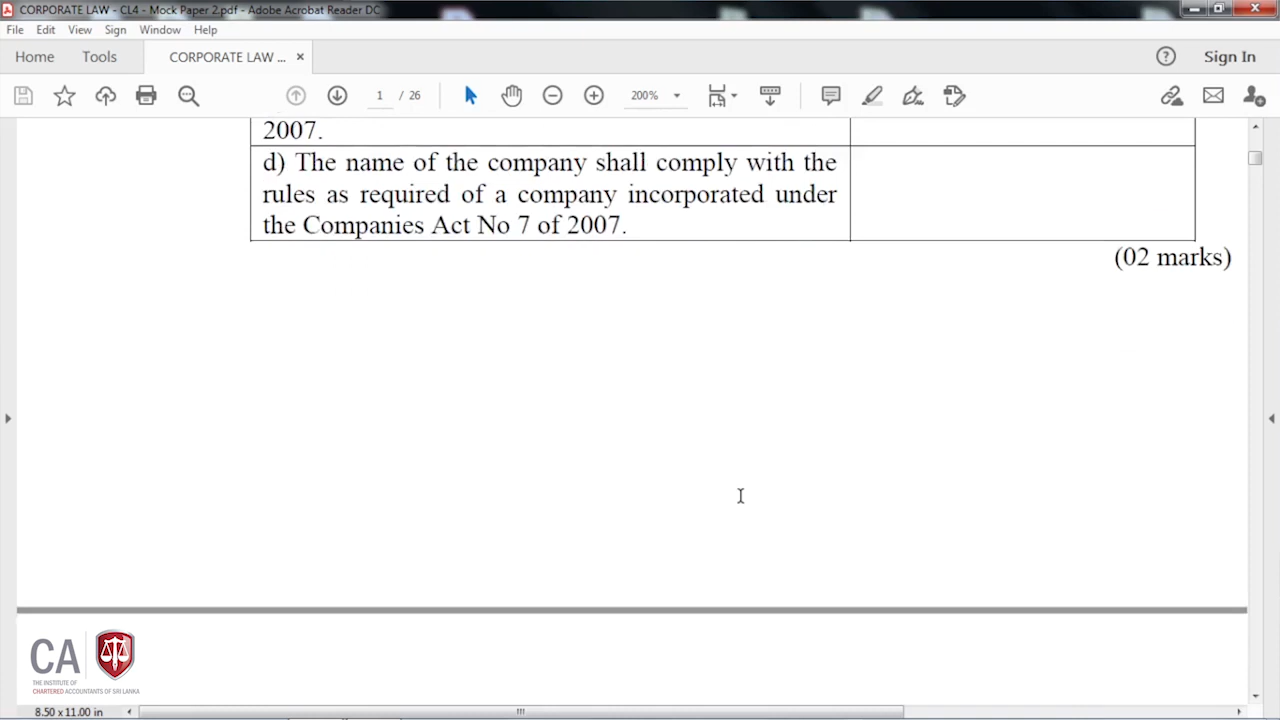 CORPORATE LAW - CL4 - Mock Paper 2.pdf - Adobe Acrobat Reader DC
File Edit View Sign Window Help
Home Tools CORPORATE LAW ... × ? Sign In
1 / 26 200%
2007.
d) The name of the company shall comply with the
rules as required of a company incorporated under
the Companies Act No 7 of 2007.
(02 marks)
CA
THE INSTITUTE OF
CHARTERED ACCOUNTANTS OF SRI LANKA
8.50 x 11.00 in